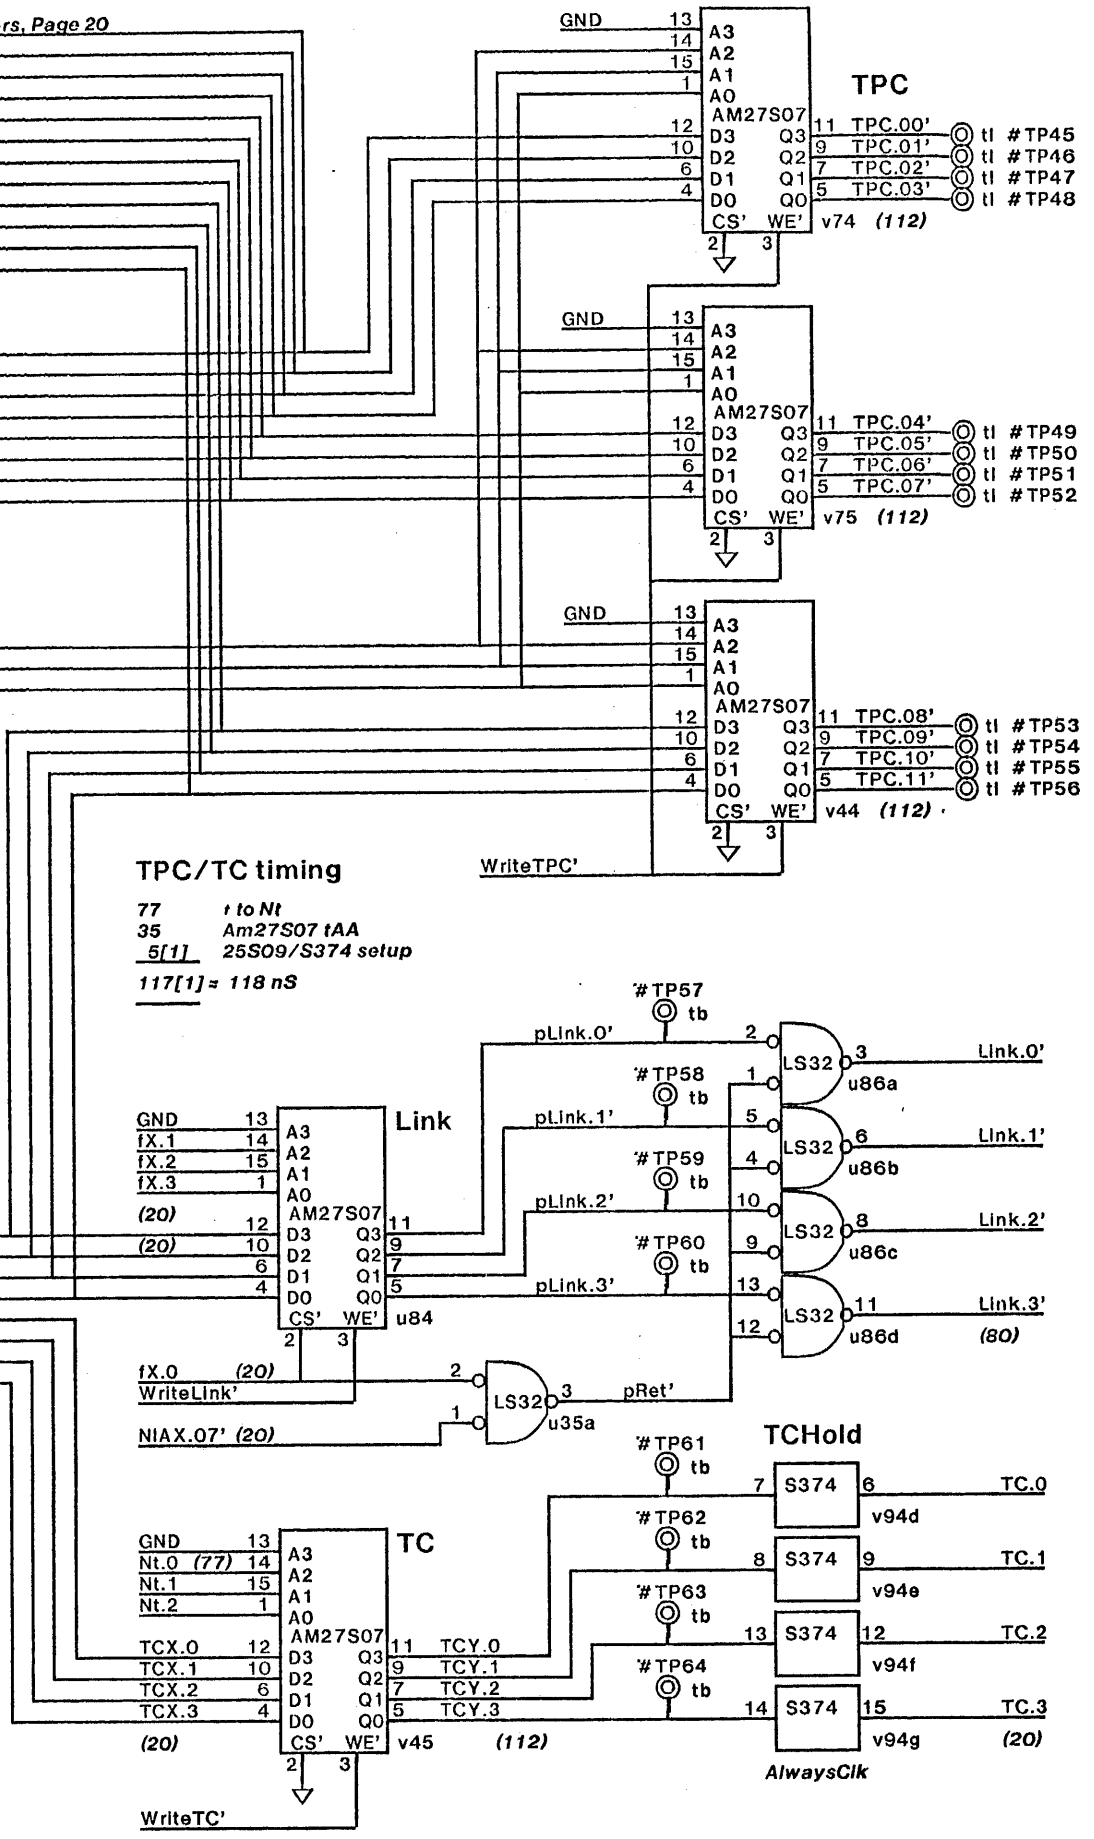 rs, Page 20
GND 13 A3
14 A2
15 A1
1 A0
TPC
AM27S07
12 D3 Q3 11 TPC.00' tl #TP45
10 D2 Q2 9 TPC.01' tl #TP46
6 D1 Q1 7 TPC.02' tl #TP47
4 D0 Q0 5 TPC.03' tl #TP48
CS' WE' v74 (112)
2 3
GND 13 A3
14 A2
15 A1
1 A0
AM27S07
12 D3 Q3 11 TPC.04' tl #TP49
10 D2 Q2 9 TPC.05' tl #TP50
6 D1 Q1 7 TPC.06' tl #TP51
4 D0 Q0 5 TPC.07' tl #TP52
CS' WE' v75 (112)
2 3
GND 13 A3
14 A2
15 A1
1 A0
AM27S07
12 D3 Q3 11 TPC.08' tl #TP53
10 D2 Q2 9 TPC.09' tl #TP54
6 D1 Q1 7 TPC.10' tl #TP55
4 D0 Q0 5 TPC.11' tl #TP56
CS' WE' v44 (112)
2 3
WriteTPC'
TPC/TC timing
77 t to Nt
35 Am27S07 tAA
5[1] 25S09/S374 setup
117[1] = 118 nS
#TP57
tb
pLink.0' 2 3 Link.0'
LS32
1 u86a
#TP58
tb
pLink.1' 5 6 Link.1'
LS32
4 u86b
#TP59
tb
pLink.2' 10 8 Link.2'
LS32
9 u86c
#TP60
tb
pLink.3' 13 11 Link.3'
LS32
12 u86d (80)
Link
GND 13 A3
fX.1 14 A2
fX.2 15 A1
fX.3 1 A0
(20) AM27S07
12 D3 Q3 11
(20) 10 D2 Q2 9
6 D1 Q1 7
4 D0 Q0 5
CS' WE' u84
2 3
fX.0 (20) 2
WriteLink' LS32 3 pRet'
1 u35a
NIAX.07' (20)
TCHold
#TP61
tb
7 S374 6 TC.0
v94d
#TP62
tb
8 S374 9 TC.1
v94e
#TP63
tb
13 S374 12 TC.2
v94f
#TP64
tb
14 S374 15 TC.3
v94g (20)
AlwaysClk
TC
GND 13 A3
Nt.0 (77) 14 A2
Nt.1 15 A1
Nt.2 1 A0
AM27S07
TCX.0 12 D3 Q3 11 TCY.0
TCX.1 10 D2 Q2 9 TCY.1
TCX.2 6 D1 Q1 7 TCY.2
TCX.3 4 D0 Q0 5 TCY.3
(20) CS' WE' v45 (112)
2 3
WriteTC'